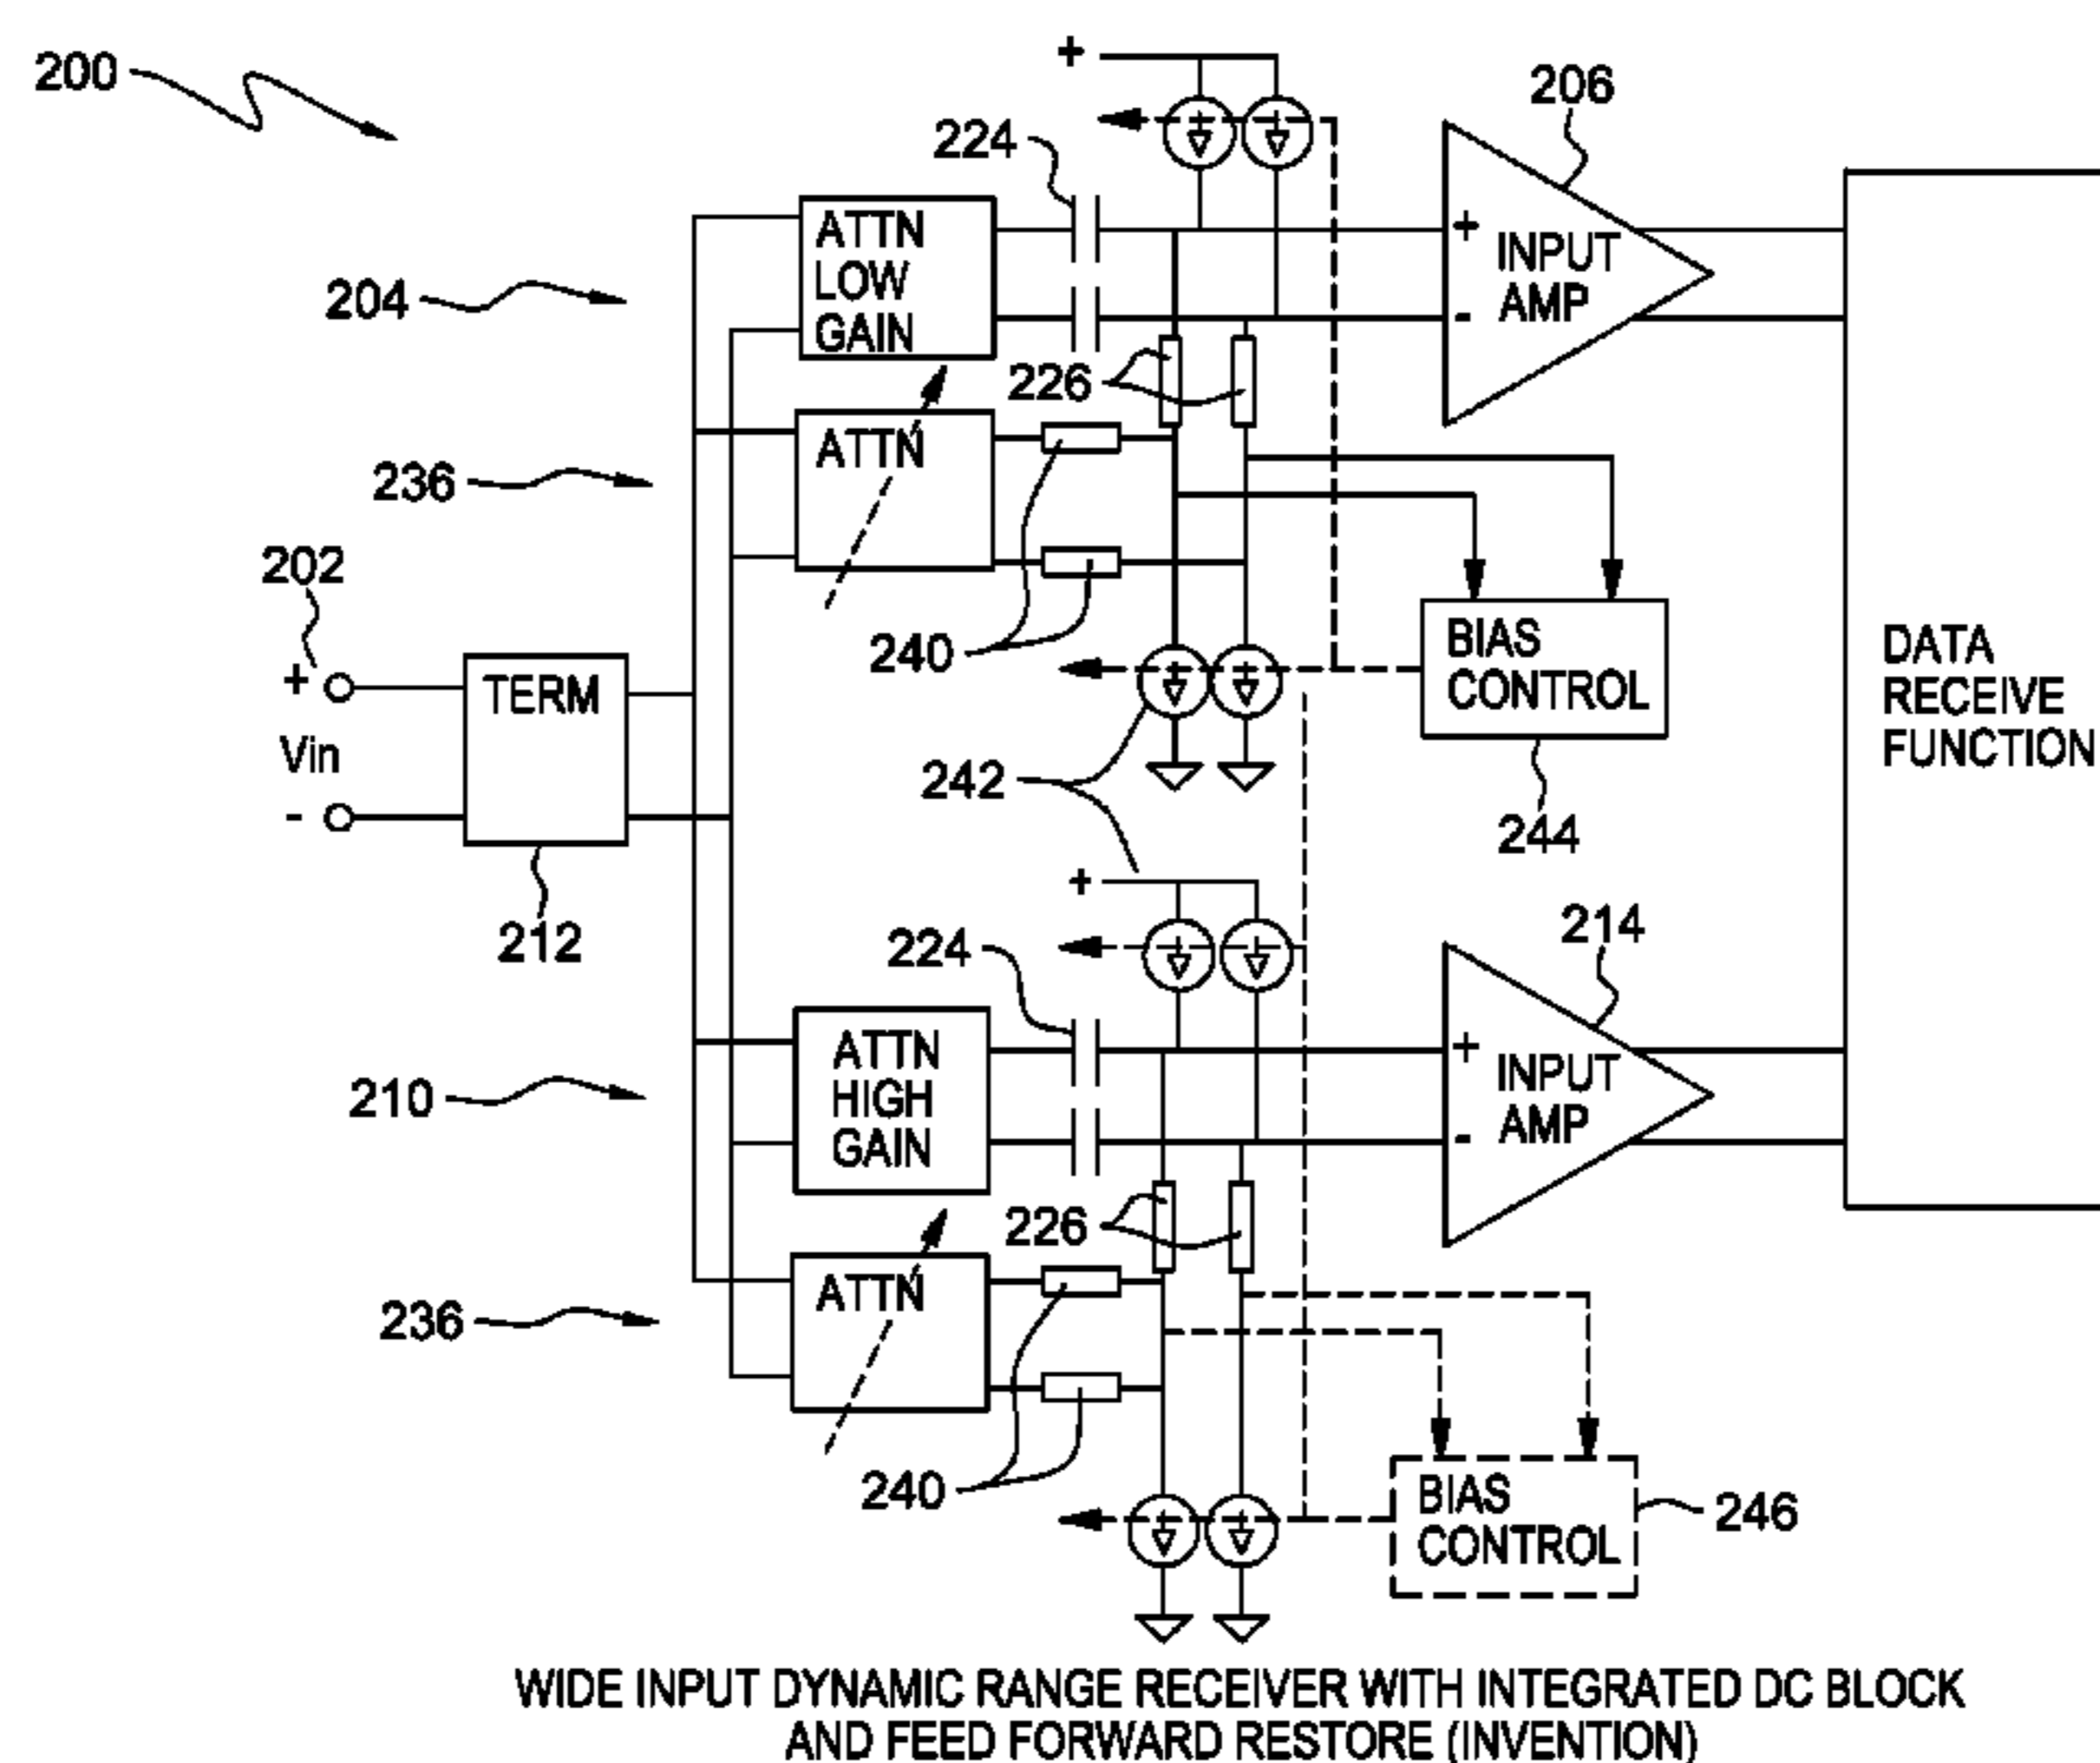 200
+
206
224
ATTN
LOW
GAIN
+
INPUT
AMP
-
204
226
ATTN
236
202
+
TERM
Vin
-
240
BIAS
CONTROL
DATA
RECEIVE
FUNCTION
242
244
212
+
224
214
ATTN
HIGH
GAIN
+
INPUT
AMP
-
210
226
ATTN
236
240
BIAS
CONTROL
246
WIDE INPUT DYNAMIC RANGE RECEIVER WITH INTEGRATED DC BLOCK
AND FEED FORWARD RESTORE (INVENTION)